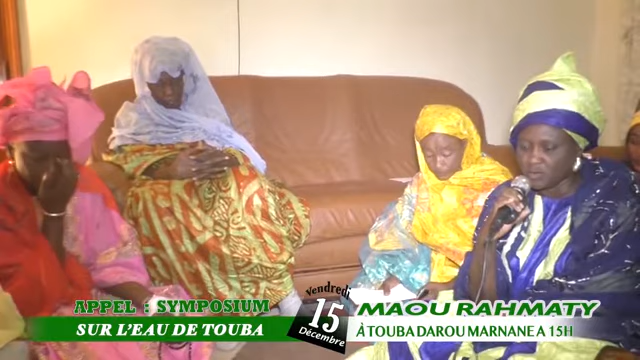 APPEL : SYMPOSIUM
SUR L'EAU DE TOUBA
Vendredi
15
Décembre
MAOU RAHMATY
À TOUBA DAROU MARNANE A 15H